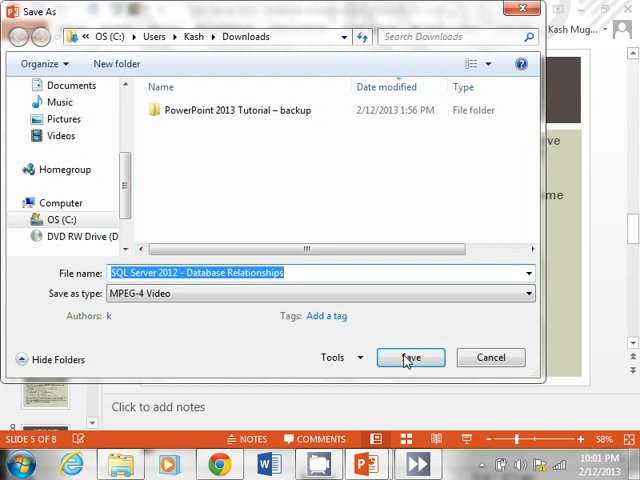 Save As
OS (C:) Users Kash Downloads
Search Downloads
Kash Mug...
Organize
New folder
Name
Date modified
Type
Documents
Music
Pictures
Videos
Homegroup
Computer
OS (C:)
DVD RW Drive (D
PowerPoint 2013 Tutorial – backup
2/12/2013 1:56 PM
File folder
File name:
SQL Server 2012 - Database Relationships
Save as type:
MPEG-4 Video
Authors: k
Tags: Add a tag
Hide Folders
Tools
Save
Cancel
Click to add notes
SLIDE 5 OF 8
NOTES
COMMENTS
58%
10:01 PM
2/12/2013